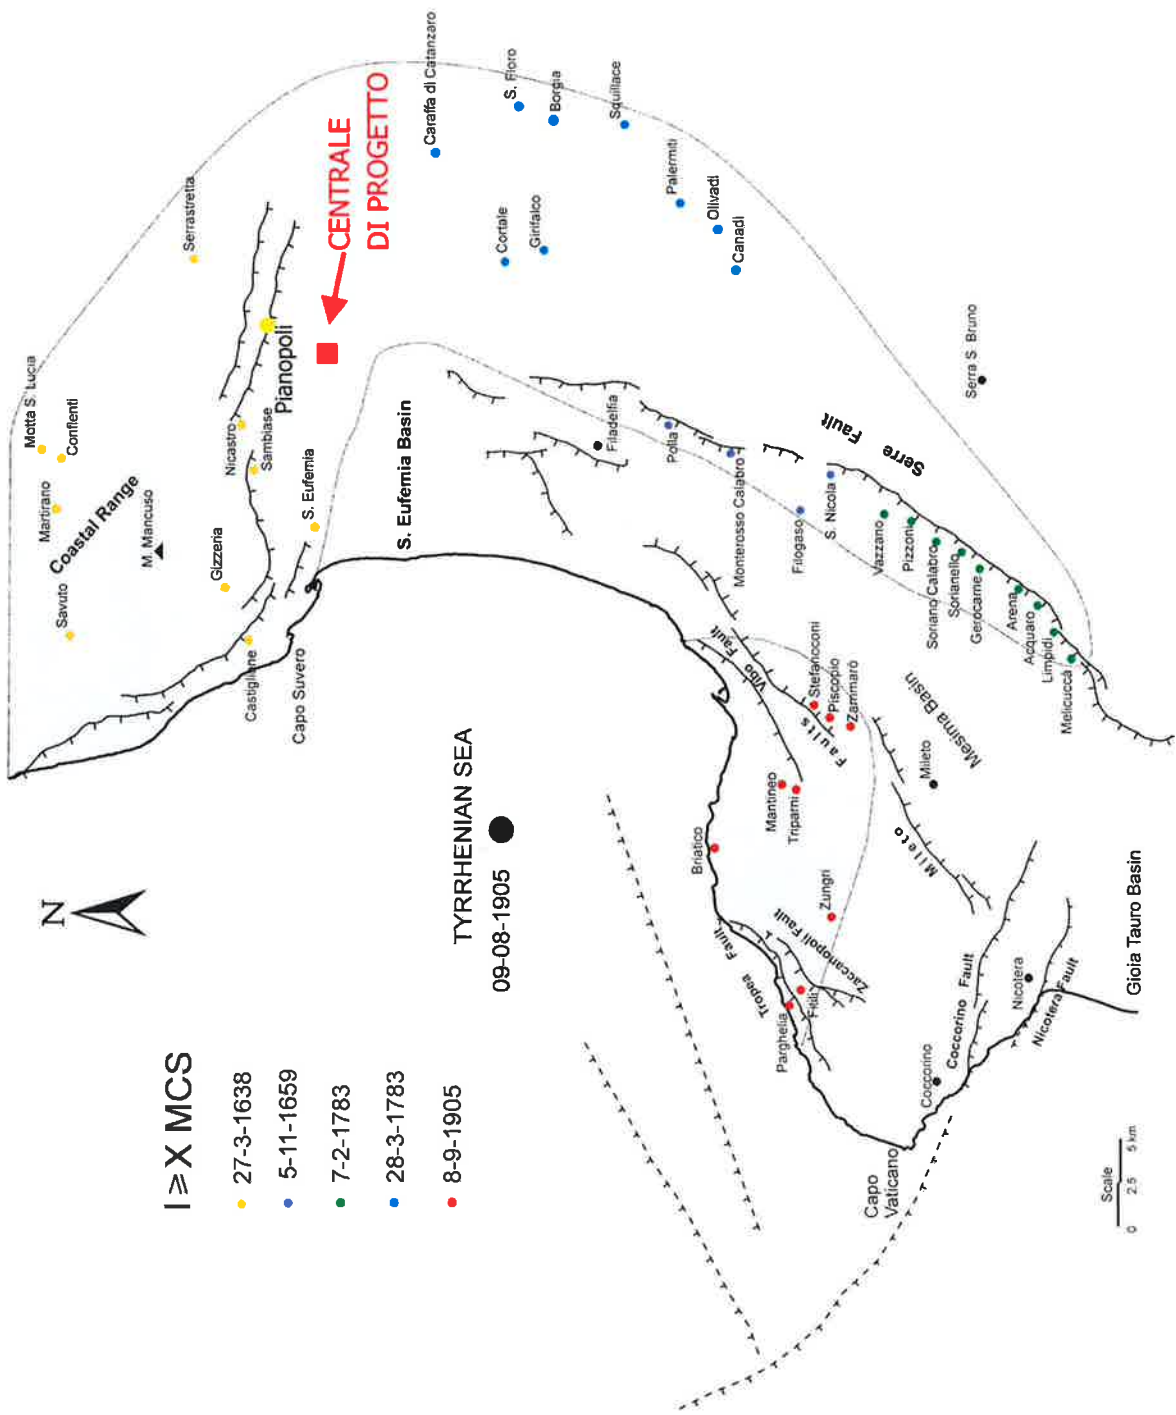 N
I ≥ X MCS
27-3-1638
5-11-1659
7-2-1783
28-3-1783
8-9-1905
TYRRHENIAN SEA
09-08-1905
CENTRALE
DI PROGETTO
Motta S. Lucia
Conflenti
Martirano
Savuto
Coastal Range
M. Mancuso
Serrastretta
Pianopoli
Nicastro
Sambiase
S. Eufemia
Gizzeria
Castiglione
Capo Suvero
S. Eufemia Basin
Caraffa di Catanzaro
S. Floro
Borgia
Squillace
Cortale
Girifalco
Palermiti
Olivadi
Canadi
Serra S. Bruno
Filadelfia
Polia
Monterosso Calabro
Filogaso
S. Nicola
Serre
Fault
Vazzano
Pizzoni
Soriano Calabro
Sorianello
Gerocarne
Arena
Acquaro
Limpidi
Melicuccà
Mesima Basin
Vibo
Fault
Faults
Stefanoconi
Piscopio
Zammarò
Mantineo
Triparni
Briatico
Zungri
Mileto
Mileto
Tropea
Fault
Zaccanopoli Fault
Parghelia
Fitili
Coccorino
Coccorino Fault
Nicotera
Nicotera Fault
Gioia Tauro Basin
Capo
Vaticano
Scale
0 2.5 5 km